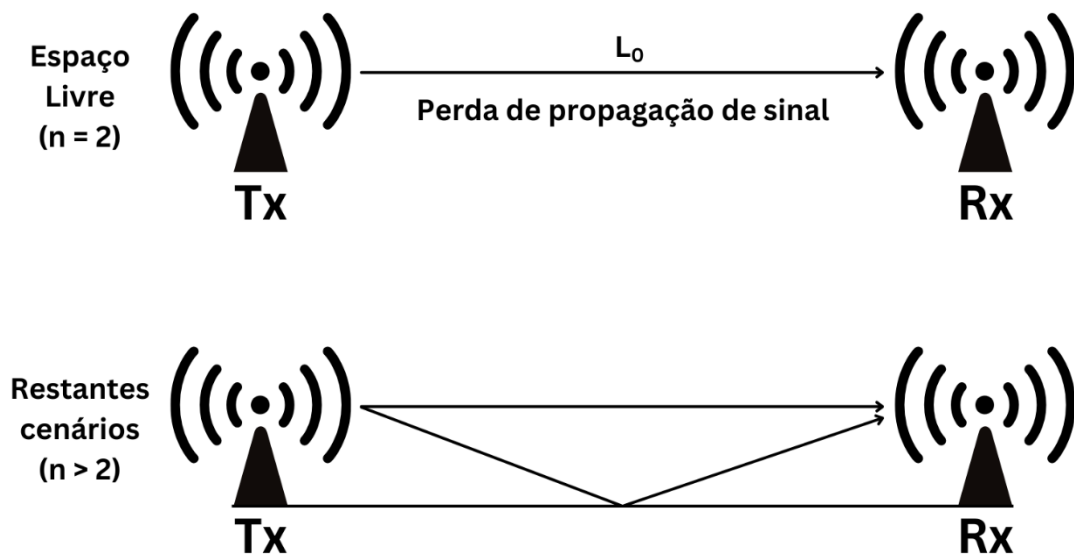 Espaço
Livre
(n = 2)
L₀
Perda de propagação de sinal
Tx
Rx
Restantes
cenários
(n > 2)
Tx
Rx